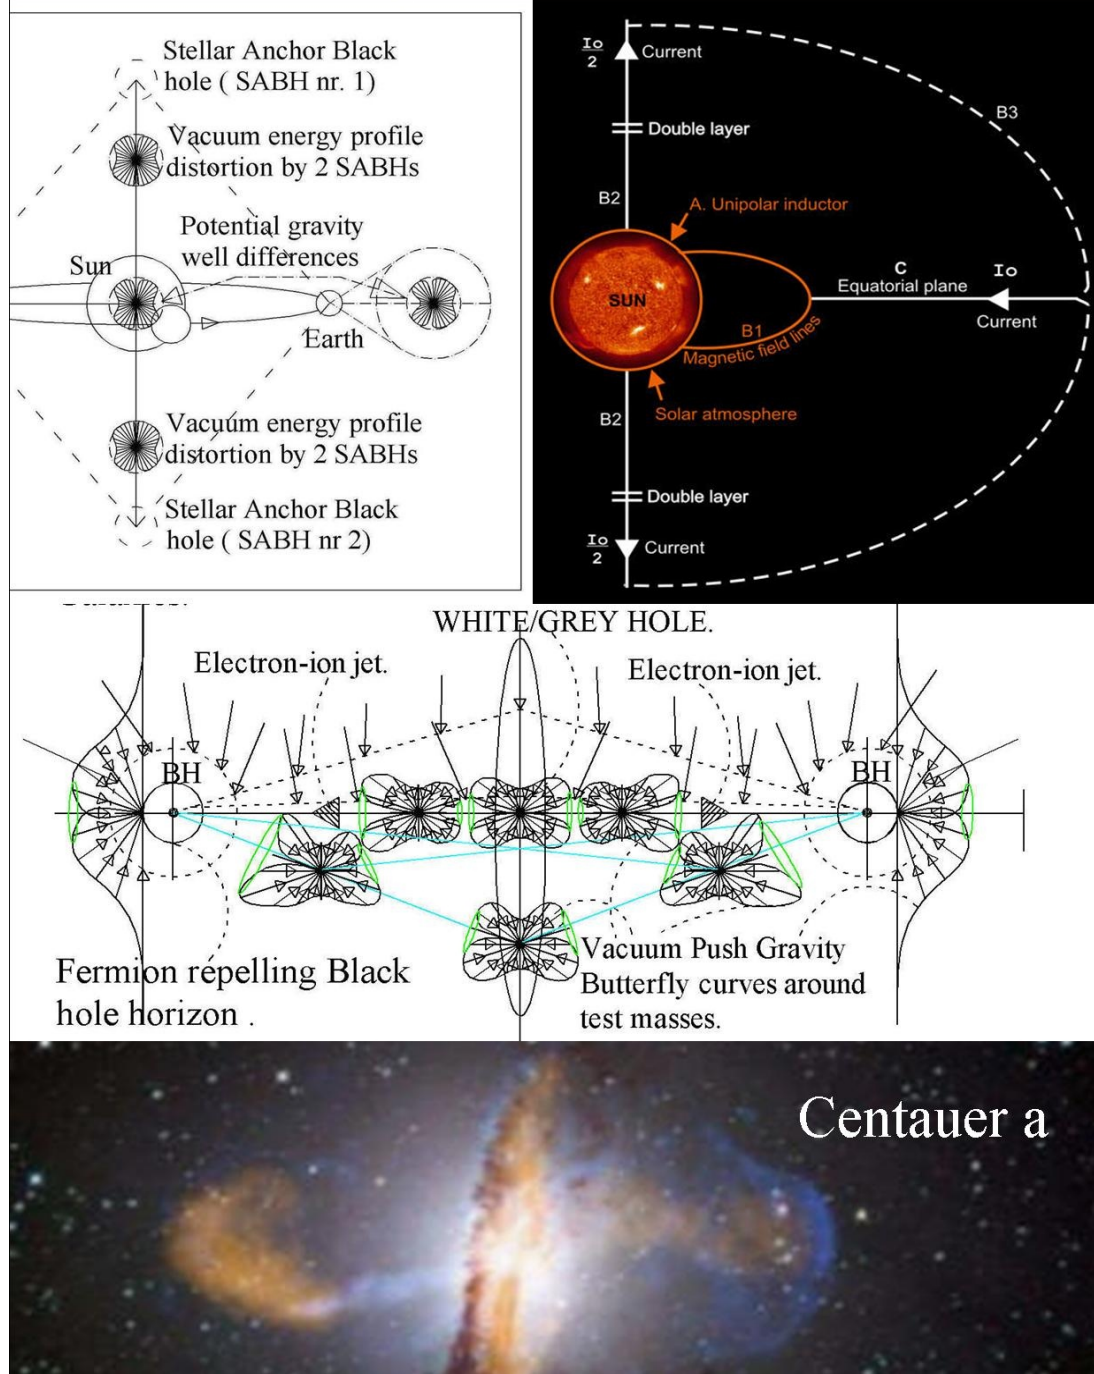 Stellar Anchor Black
hole ( SABH nr. 1)
Vacuum energy profile
distortion by 2 SABHs
Potential gravity
well differences
Sun
Earth
Vacuum energy profile
distortion by 2 SABHs
Stellar Anchor Black
hole ( SABH nr 2)
Io
2
Current
B3
Double layer
B2
A. Unipolar inductor
SUN
C
Equatorial plane
Io
Current
B1
Magnetic field lines
Solar atmosphere
B2
Double layer
Io
2
Current
WHITE/GREY HOLE.
Electron-ion jet.
Electron-ion jet.
BH
BH
Fermion repelling Black
hole horizon .
Vacuum Push Gravity
Butterfly curves around
test masses.
Centauer a